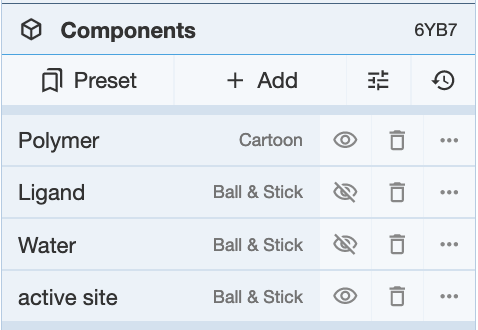 Components 6YB7
Preset Add
Polymer Cartoon
Ligand Ball & Stick
Water Ball & Stick
active site Ball & Stick